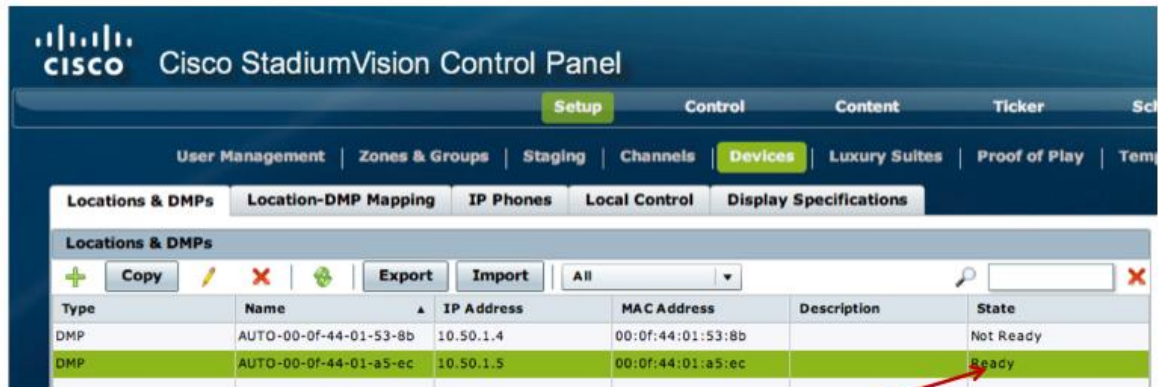 CISCO Cisco StadiumVision Control Panel
Setup Control Content Ticker
User Management | Zones & Groups | Staging | Channels | Devices | Luxury Suites | Proof of Play |
Locations & DMPs Location-DMP Mapping IP Phones Local Control Display Specifications
Locations & DMPs
Copy Export Import All
Type Name IP Address MAC Address Description State
DMP AUTO-00-0f-44-01-53-8b 10.50.1.4 00:0f:44:01:53:8b Not Ready
DMP AUTO-00-0f-44-01-a5-ec 10.50.1.5 00:0f:44:01:a5:ec Ready